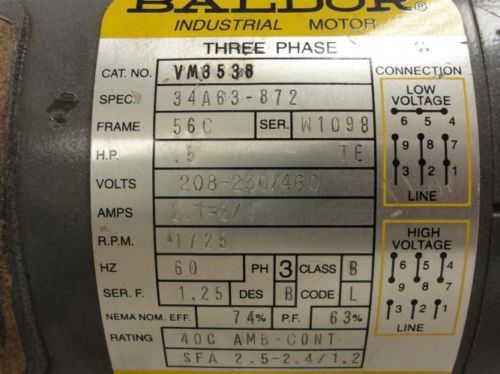 BALDOR®
INDUSTRIAL MOTOR
THREE PHASE
CAT. NO. VM3538
SPEC. 34A63-872
FRAME 56C SER. W1098
H.P. .5 TE
VOLTS 208-230/460
AMPS
R.P.M. 1725
HZ 60 PH 3 CLASS B
SER. F. 1.25 DES B CODE L
NEMA NOM. EFF. 74% P.F. 63%
RATING 40C AMB-CONT
SFA 2.5-2.4/1.2
CONNECTION
LOW VOLTAGE
6 5 4
9 8 7
3 2 1
LINE
HIGH VOLTAGE
6 5 4
9 8 7
3 2 1
LINE